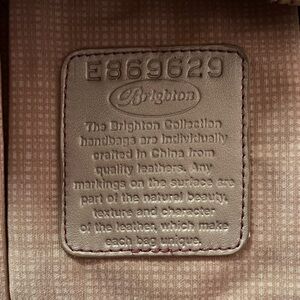 E869629
Brighton
The Brighton Collection
handbags are individually
crafted in China from
quality leathers. Any
markings on the surface are
part of the natural beauty,
texture and character
of the leather, which make
each bag unique.